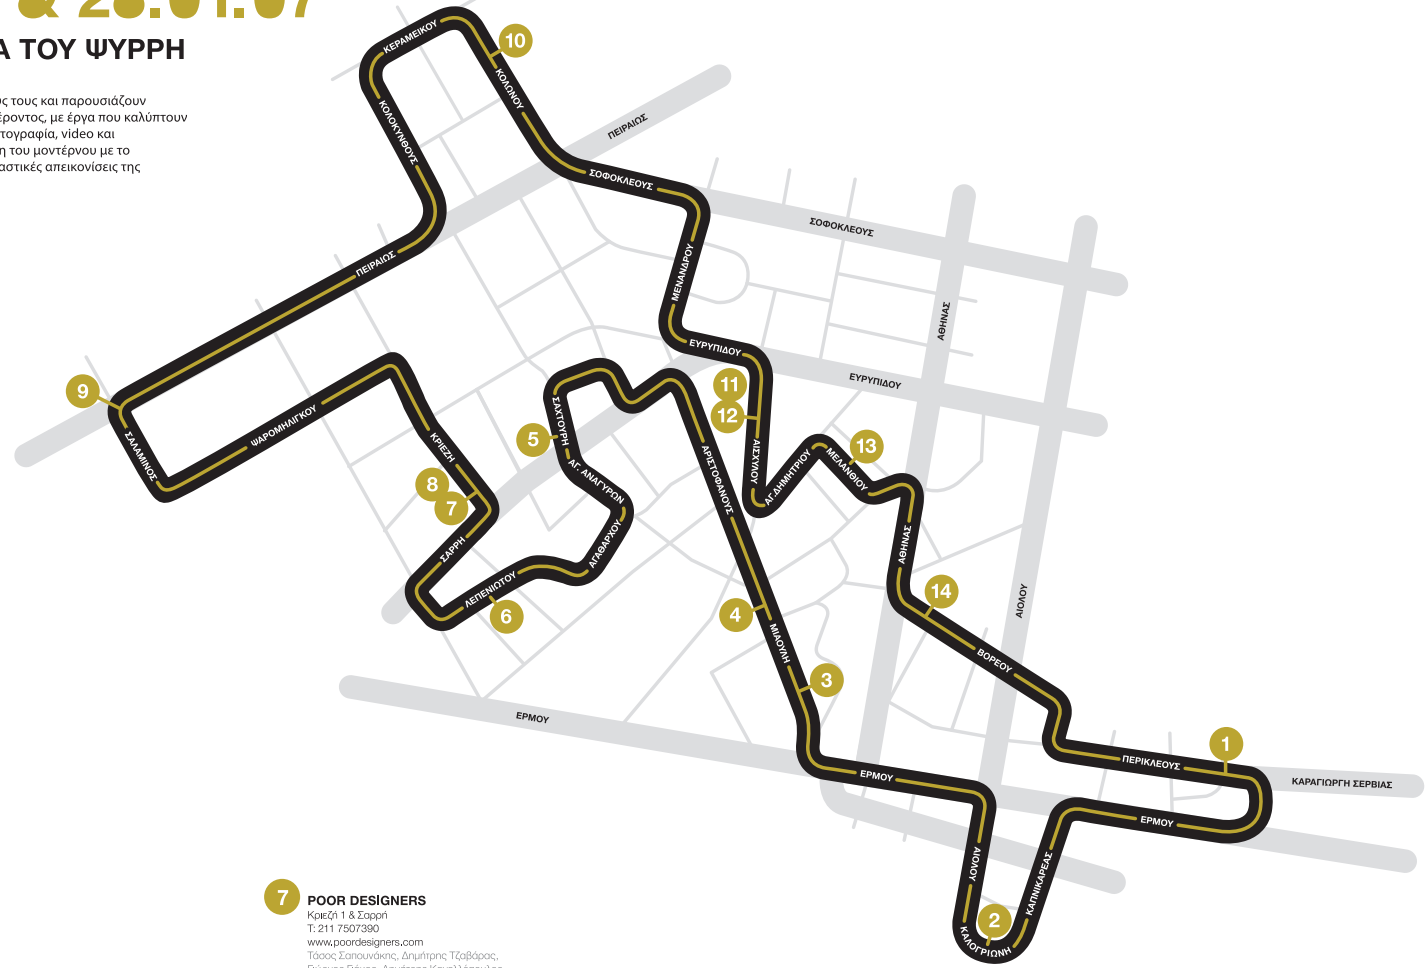 & 28.01.07
Α ΤΟΥ ΨΥΡΡΗ
ς τους και παρουσιάζουν
έροντος, με έργα που καλύπτουν
τογραφία, video και
η του μοντέρνου με το
αστικές απεικονίσεις της
ΚΕΡΑΜΕΙΚΟΥ
10
ΚΟΛΩΝΟΥ
ΚΟΛΟΚΥΝΘΟΥΣ
ΠΕΙΡΑΙΩΣ
ΣΟΦΟΚΛΕΟΥΣ
ΣΟΦΟΚΛΕΟΥΣ
ΠΕΙΡΑΙΩΣ
ΜΕΝΑΝΔΡΟΥ
ΑΘΗΝΑΣ
ΕΥΡΥΠΙΔΟΥ
ΕΥΡΥΠΙΔΟΥ
9
11
12
ΣΑΛΑΜΙΝΟΣ
ΨΑΡΟΜΗΛΙΓΚΟΥ
ΚΡΙΕΖΗ
5
ΣΑΧΤΟΥΡΗ
ΑΡΙΣΤΟΦΑΝΟΥΣ
ΑΙΣΧΥΛΟΥ
ΑΓ.ΔΗΜΗΤΡΙΟΥ
ΜΕΛΑΝΘΙΟΥ
13
8
7
ΑΓ. ΑΝΑΓΥΡΩΝ
ΑΓΑΘΑΡΧΟΥ
ΣΑΡΡΗ
ΛΕΠΕΝΙΩΤΟΥ
6
ΑΘΗΝΑΣ
14
ΑΙΟΛΟΥ
4
ΜΙΑΟΥΛΗ
3
ΒΟΡΕΟΥ
ΕΡΜΟΥ
1
ΠΕΡΙΚΛΕΟΥΣ
ΚΑΡΑΓΙΩΡΓΗ ΣΕΡΒΙΑΣ
ΕΡΜΟΥ
ΕΡΜΟΥ
ΑΙΟΛΟΥ
ΚΑΠΝΙΚΑΡΕΑΣ
2
ΚΑΛΟΓΡΙΩΝΗ
7
POOR DESIGNERS
Κριεζή 1 & Σαρρή
T: 211 7507390
www.poordesigners.com
Τάσος Σαπουνάκης, Δημήτρης Τζαβάρας,